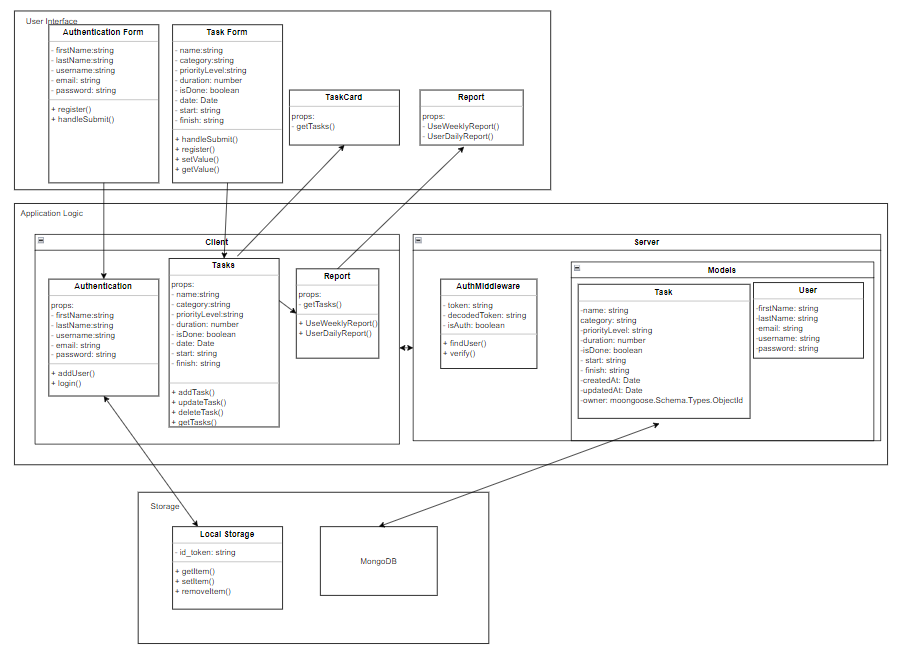 User Interface
Authentication Form
- firstName:string
- lastName:string
- username:string
- email: string
- password: string
+ register()
+ handleSubmit()
Task Form
- name:string
- category:string
- priorityLevel:string
- duration: number
- isDone: boolean
- date: Date
- start: string
- finish: string
+ handleSubmit()
+ register()
+ setValue()
+ getValue()
TaskCard
props:
- getTasks()
Report
props:
- UseWeeklyReport()
- UserDailyReport()
Application Logic
Client
Authentication
props:
- firstName:string
- lastName:string
- username:string
- email: string
- password: string
+ addUser()
+ login()
Tasks
props:
- name:string
- category:string
- priorityLevel:string
- duration: number
- isDone: boolean
- date: Date
- start: string
- finish: string
+ addTask()
+ updateTask()
+ deleteTask()
+ getTasks()
Report
props:
- getTasks()
+ UseWeeklyReport()
+ UserDailyReport()
Server
AuthMiddleware
- token: string
- decodedToken: string
- isAuth: boolean
+ findUser()
+ verify()
Models
Task
-name: string
category: string
-priorityLevel: string
-duration: number
-isDone: boolean
- start: string
- finish: string
-createdAt: Date
-updatedAt: Date
-owner: moongoose.Schema.Types.ObjectId
User
-firstName: string
-lastName: string
-email: string
-username: string
-password: string
Storage
Local Storage
- id_token: string
+ getItem()
+ setItem()
+ removeItem()
MongoDB